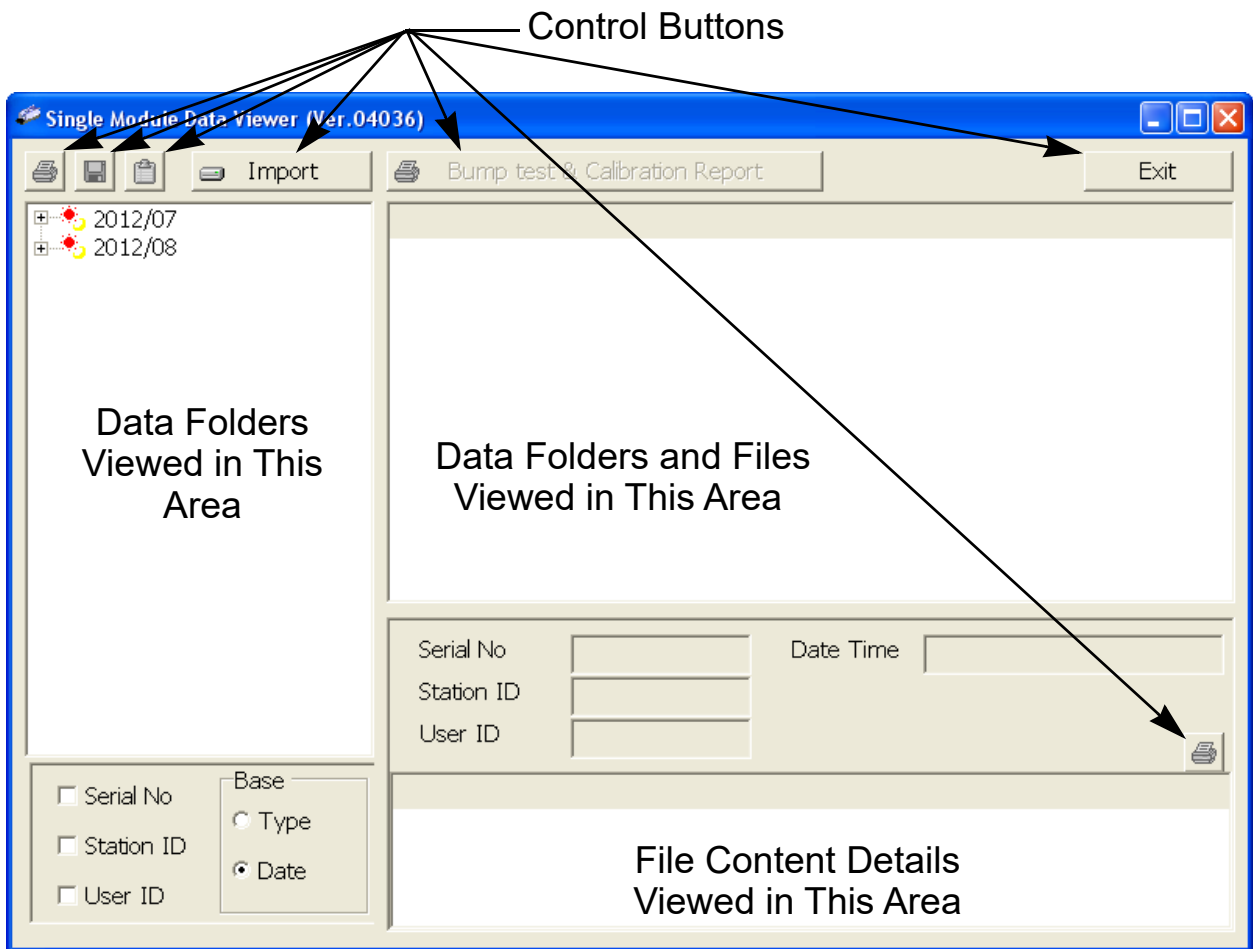 Control Buttons
Single Module Data Viewer (Ver.04036)
Import
Bump test & Calibration Report
Exit
2012/07
2012/08
Data Folders
Viewed in This
Area
Data Folders and Files
Viewed in This Area
Serial No
Date Time
Station ID
User ID
Serial No
Station ID
User ID
Base
Type
Date
File Content Details
Viewed in This Area